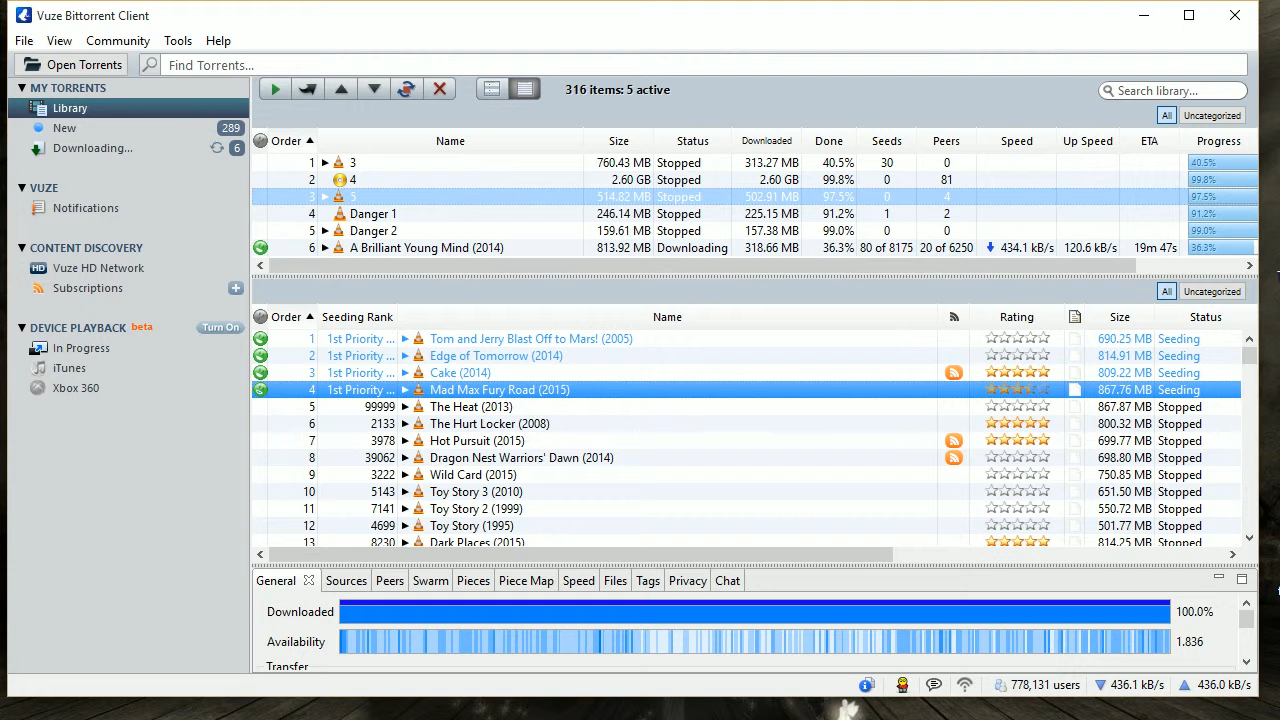 Vuze Bittorrent Client
File View Community Tools Help
Open Torrents Find Torrents...
MY TORRENTS
Library
New 289
Downloading... 6
VUZE
Notifications
CONTENT DISCOVERY
HD Vuze HD Network
Subscriptions
DEVICE PLAYBACK beta Turn On
In Progress
iTunes
Xbox 360
316 items: 5 active Search library...
All Uncategorized
Order Name Size Status Downloaded Done Seeds Peers Speed Up Speed ETA Progress
1 3 760.43 MB Stopped 313.27 MB 40.5% 30 0 40.5%
2 4 2.60 GB Stopped 2.60 GB 99.8% 0 81 99.8%
3 5 514.82 MB Stopped 502.91 MB 97.5% 0 4 97.5%
4 Danger 1 246.14 MB Stopped 225.15 MB 91.2% 1 2 91.2%
5 Danger 2 159.61 MB Stopped 157.38 MB 99.0% 0 0 99.0%
6 A Brilliant Young Mind (2014) 813.92 MB Downloading 318.66 MB 36.3% 80 of 8175 20 of 6250 434.1 kB/s 120.6 kB/s 19m 47s 36.3%
All Uncategorized
Order Seeding Rank Name Rating Size Status
1 1st Priority ... Tom and Jerry Blast Off to Mars! (2005) 690.25 MB Seeding
2 1st Priority ... Edge of Tomorrow (2014) 814.91 MB Seeding
3 1st Priority ... Cake (2014) 809.22 MB Seeding
4 1st Priority ... Mad Max Fury Road (2015) 867.76 MB Seeding
5 99999 The Heat (2013) 867.87 MB Stopped
6 2133 The Hurt Locker (2008) 800.32 MB Stopped
7 3978 Hot Pursuit (2015) 699.77 MB Stopped
8 39062 Dragon Nest Warriors' Dawn (2014) 698.80 MB Stopped
9 3222 Wild Card (2015) 750.85 MB Stopped
10 5143 Toy Story 3 (2010) 651.50 MB Stopped
11 7141 Toy Story 2 (1999) 550.72 MB Stopped
12 4699 Toy Story (1995) 501.77 MB Stopped
13 8230 Dark Places (2015) 814.25 MB Stopped
General Sources Peers Swarm Pieces Piece Map Speed Files Tags Privacy Chat
Downloaded 100.0%
Availability 1.836
Transfer
778,131 users 436.1 kB/s 436.0 kB/s